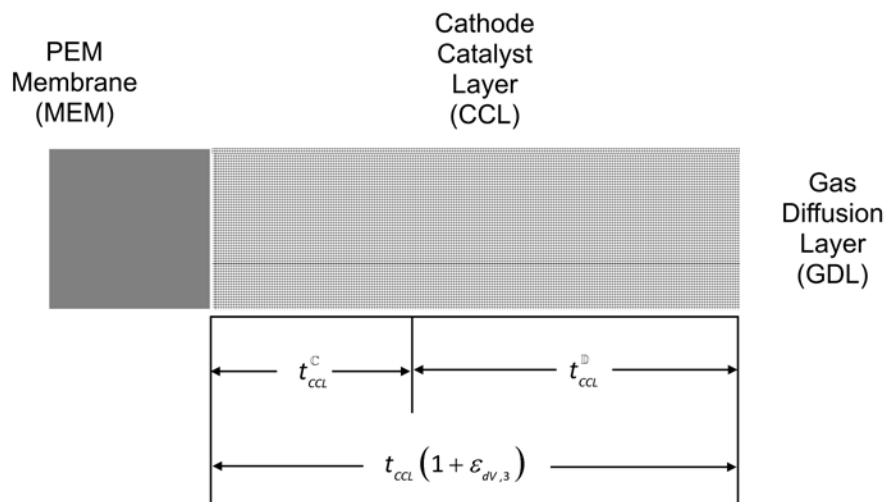 PEM
Membrane
(MEM)
Cathode
Catalyst
Layer
(CCL)
Gas
Diffusion
Layer
(GDL)
t_{CCL}^{ℂ}
t_{CCL}^{𝔻}
t_{CCL}(1 + ε_{dV,3})